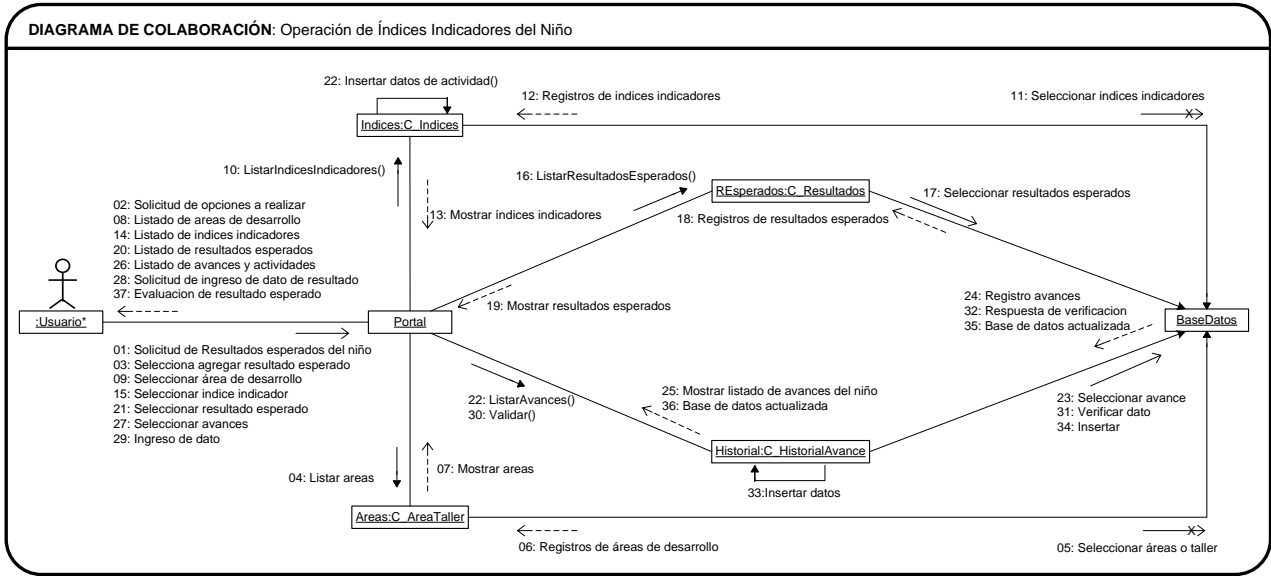 DIAGRAMA DE COLABORACIÓN: Operación de Índices Indicadores del Niño
22: Insertar datos de actividad()
12: Registros de indices indicadores
11: Seleccionar indices indicadores
Indices:C_Indices
10: ListarIndicesIndicadores()
16: ListarResultadosEsperados()
REsperados:C_Resultados
17: Seleccionar resultados esperados
13: Mostrar índices indicadores
18: Registros de resultados esperados
02: Solicitud de opciones a realizar
08: Listado de areas de desarrollo
14: Listado de indices indicadores
20: Listado de resultados esperados
26: Listado de avances y actividades
28: Solicitud de ingreso de dato de resultado
37: Evaluacion de resultado esperado
19: Mostrar resultados esperados
24: Registro avances
32: Respuesta de verificacion
35: Base de datos actualizada
:Usuario*
Portal
BaseDatos
01: Solicitud de Resultados esperados del niño
03: Selecciona agregar resultado esperado
09: Seleccionar área de desarrollo
15: Seleccionar indice indicador
21: Seleccionar resultado esperado
27: Seleccionar avances
29: Ingreso de dato
22: ListarAvances()
30: Validar()
25: Mostrar listado de avances del niño
36: Base de datos actualizada
23: Seleccionar avance
31: Verificar dato
34: Insertar
Historial:C_HistorialAvance
04: Listar areas
07: Mostrar areas
33:Insertar datos
Areas:C_AreaTaller
06: Registros de áreas de desarrollo
05: Seleccionar áreas o taller